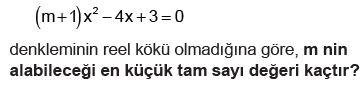 (m+1)x² − 4x + 3 = 0
denkleminin reel kökü olmadığına göre, m nin
alabileceği en küçük tam sayı değeri kaçtır?